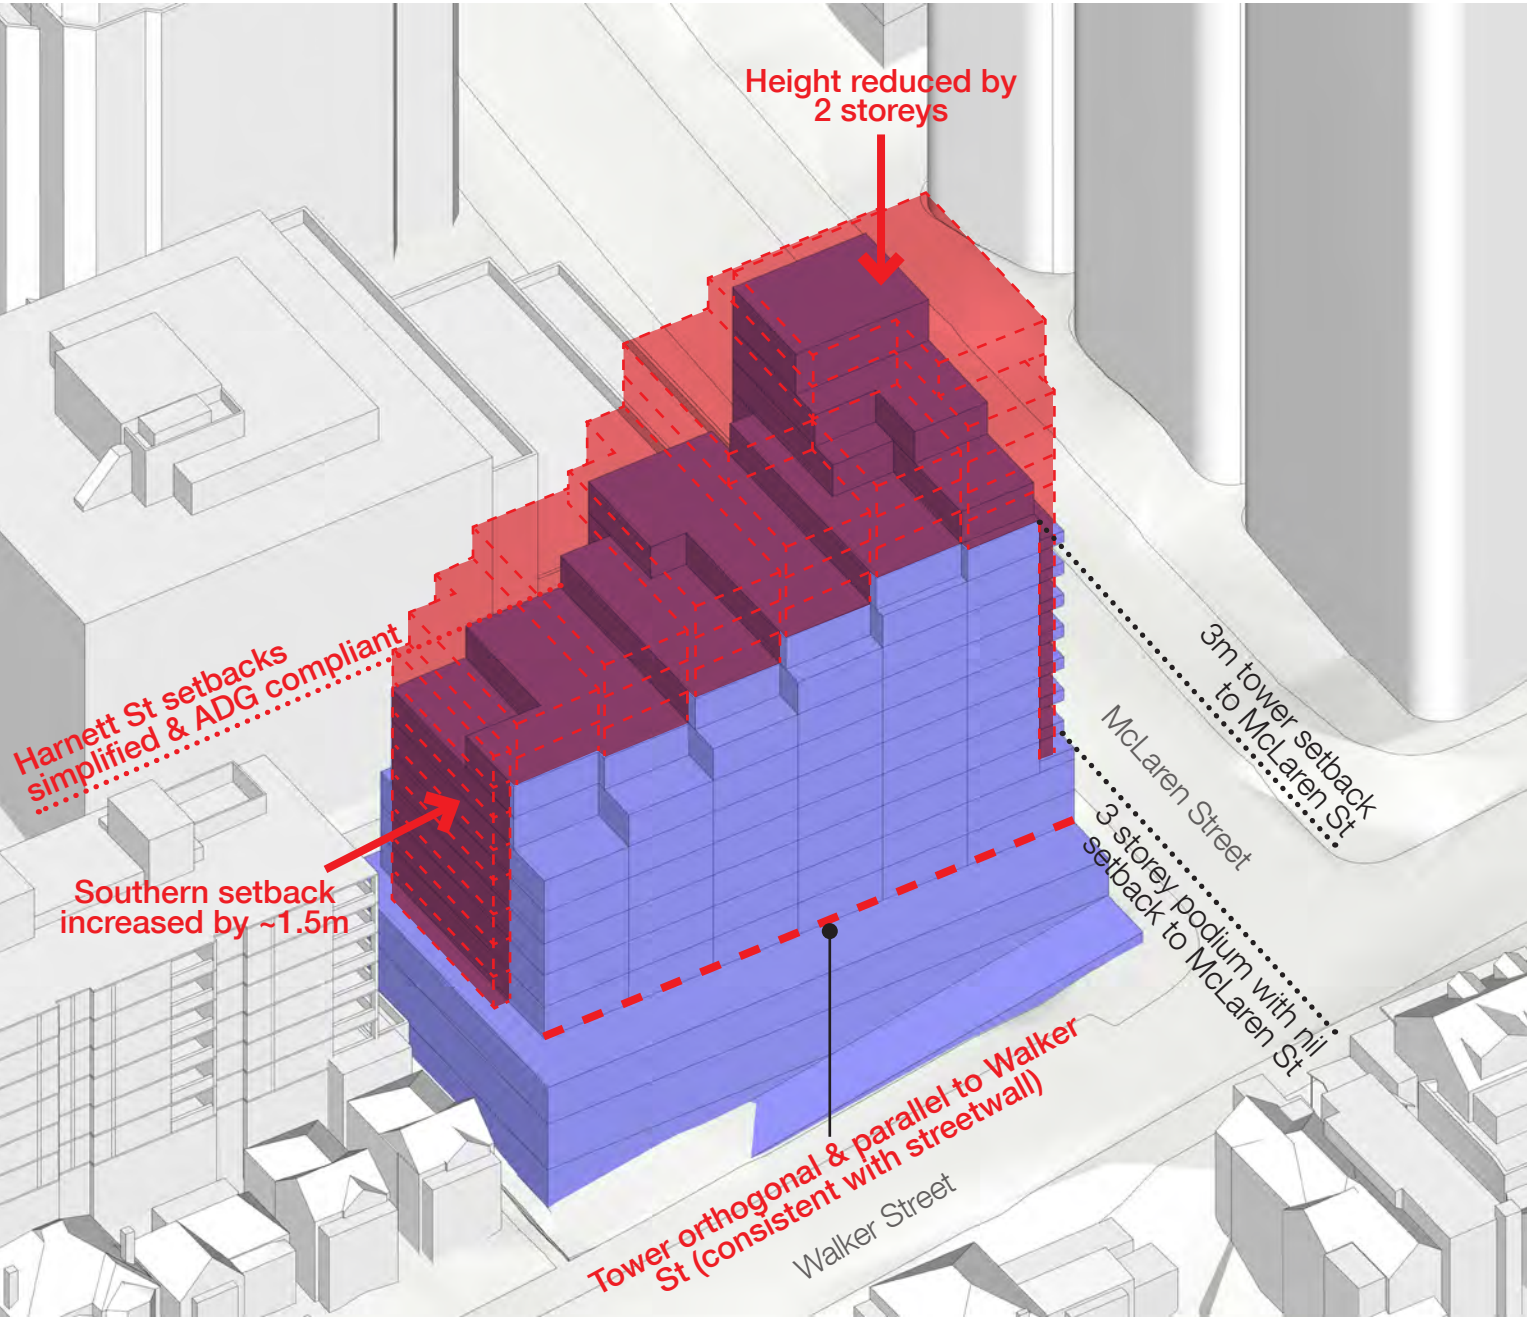 Height reduced by
2 storeys
Harnett St setbacks
simplified & ADG compliant
3m tower setback
to McLaren St
McLaren Street
Southern setback
increased by ~1.5m
3 storey podium with nil
setback to McLaren St
Tower orthogonal & parallel to Walker
St (consistent with streetwall)
Walker Street